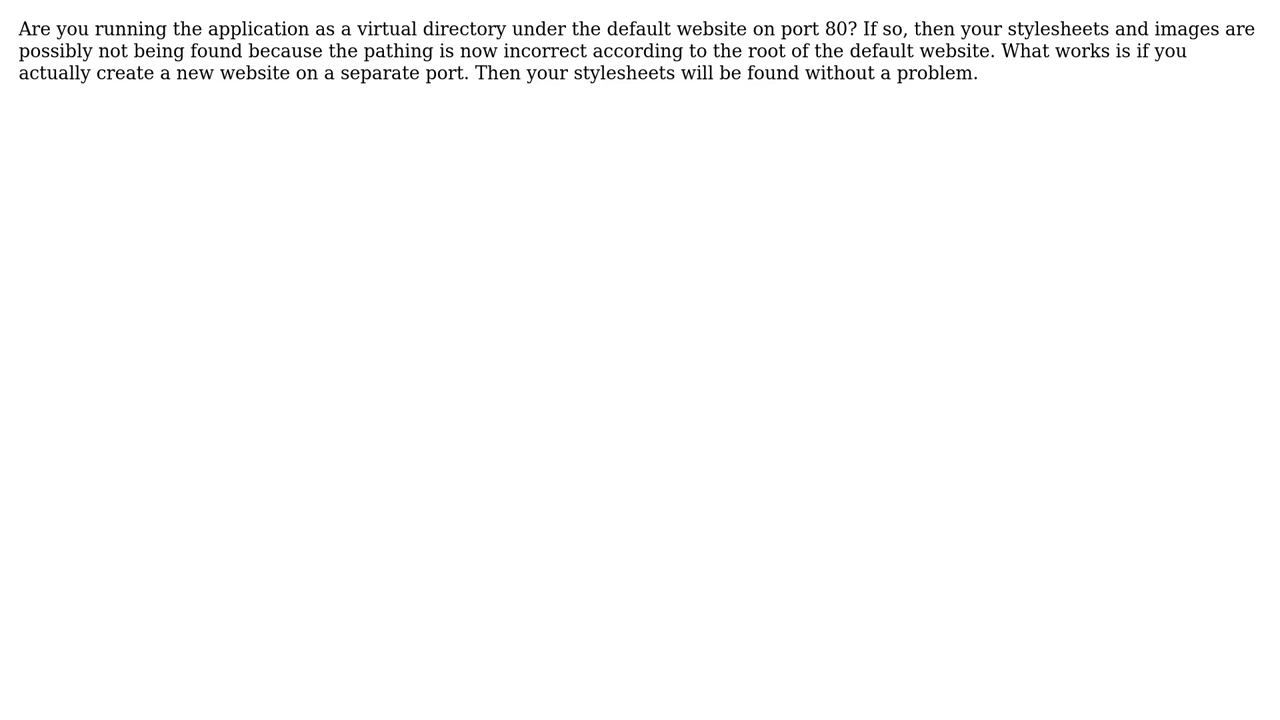 Are you running the application as a virtual directory under the default website on port 80? If so, then your stylesheets and images are
possibly not being found because the pathing is now incorrect according to the root of the default website. What works is if you
actually create a new website on a separate port. Then your stylesheets will be found without a problem.